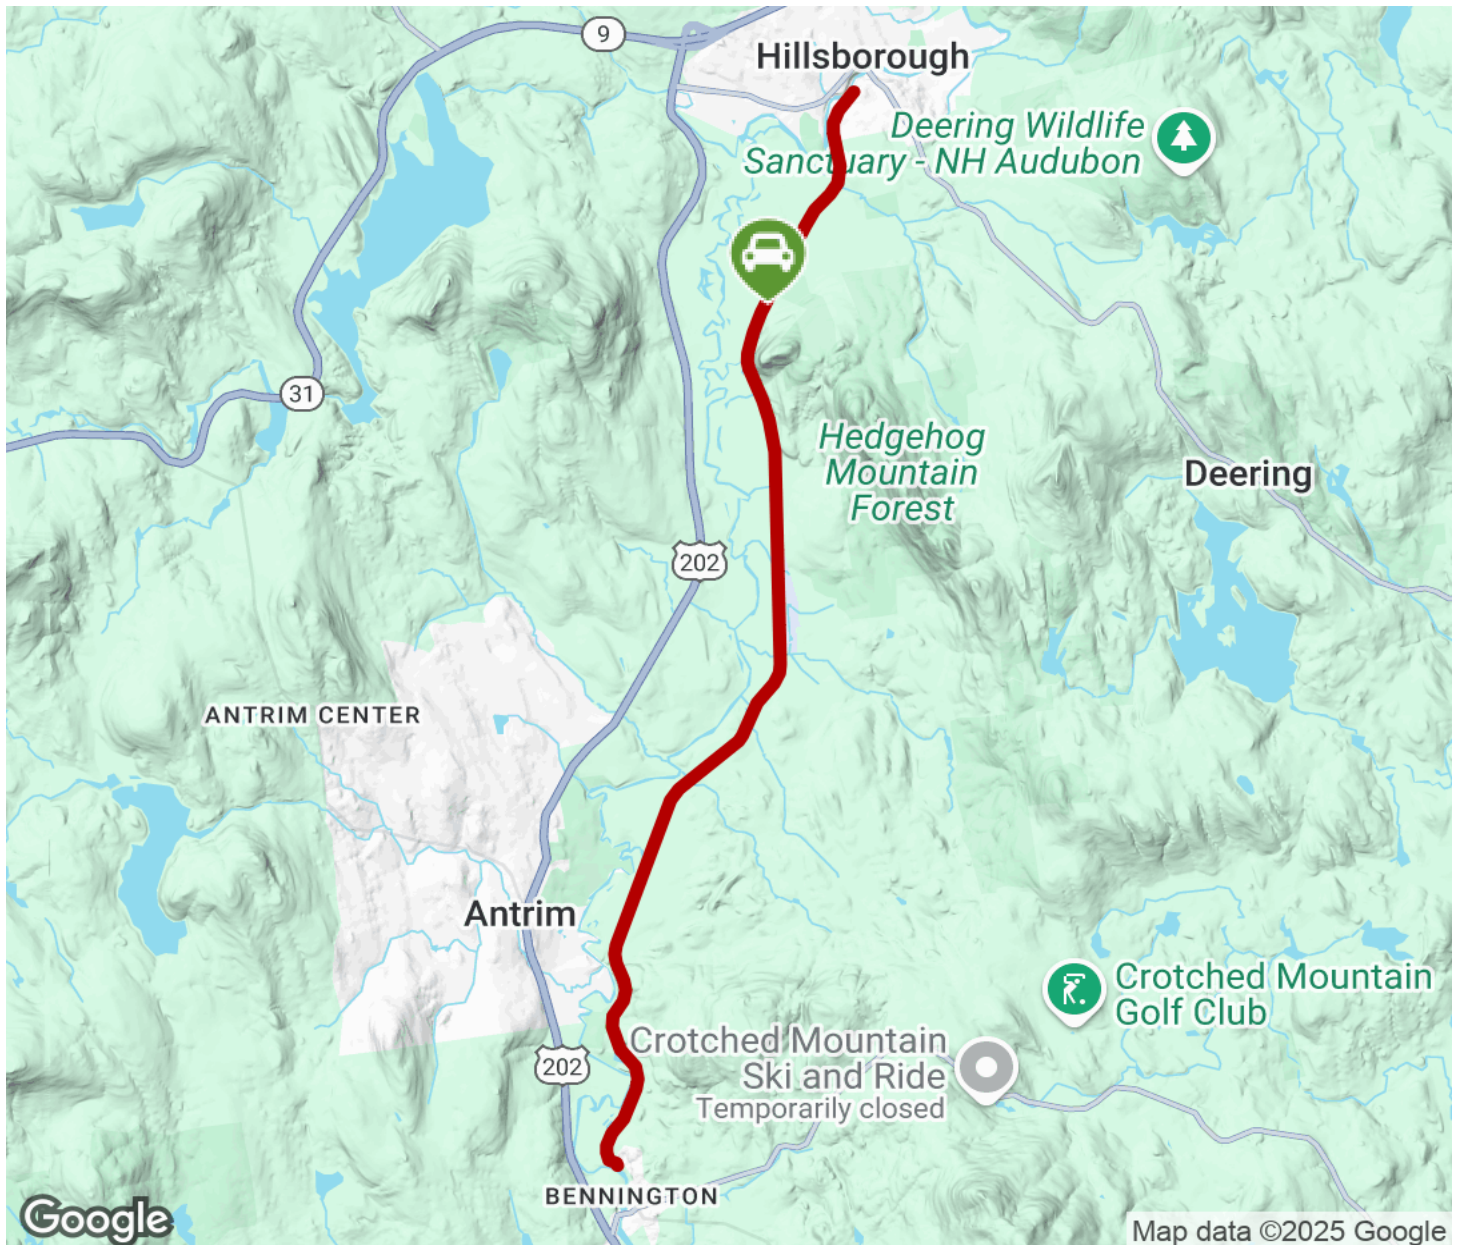 9
Hillsborough
Deering Wildlife
Sanctuary - NH Audubon
31
Hedgehog
Mountain
Forest
Deering
202
ANTRIM CENTER
Antrim
Crotched Mountain
Golf Club
Crotched Mountain
Ski and Ride
Temporarily closed
202
BENNINGTON
Google
Map data ©2025 Google